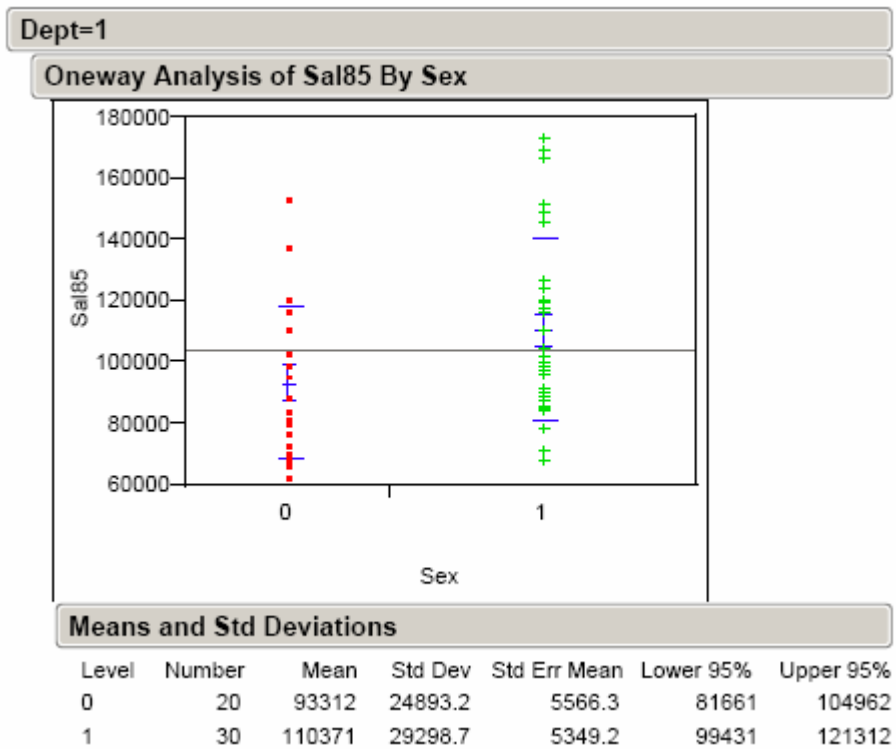 Dept=1
Oneway Analysis of Sal85 By Sex
180000
160000
140000
120000
100000
80000
60000
Sal85
0 1
Sex
Means and Std Deviations
Level Number Mean Std Dev Std Err Mean Lower 95% Upper 95%
0 20 93312 24893.2 5566.3 81661 104962
1 30 110371 29298.7 5349.2 99431 121312